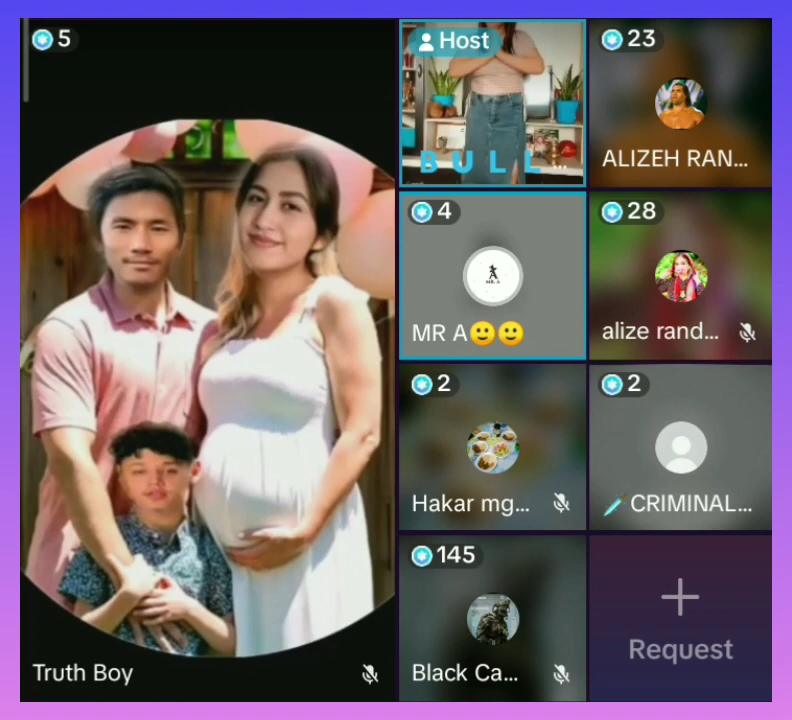 5
Truth Boy
Host
BULL...
23
ALIZEH RAN...
4
MR. A
MR A🙂🙂
28
alize rand...
2
Hakar mg...
2
🗡️CRIMINAL...
145
Black Ca...
Request